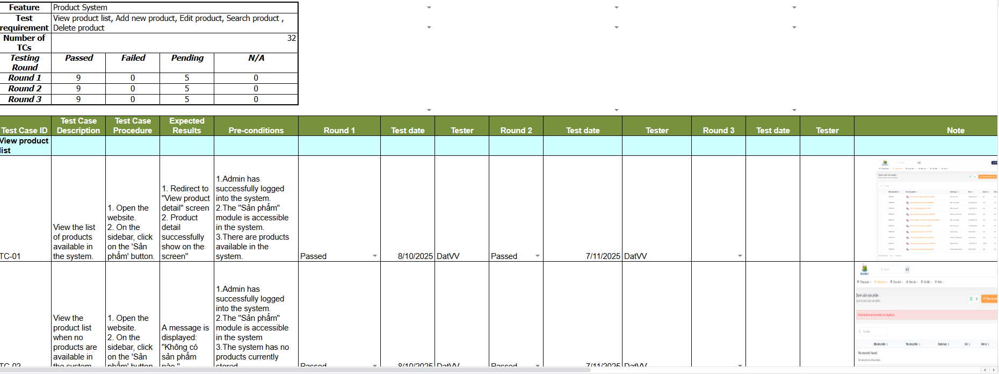 Feature Product System
Test requirement View product list, Add new product, Edit product, Search product , Delete product
Number of TCs 32
Testing Round Passed Failed Pending N/A
Round 1 9 0 5 0
Round 2 9 0 5 0
Round 3 9 0 5 0
Test Case ID Test Case Description Test Case Procedure Expected Results Pre-conditions Round 1 Test date Tester Round 2 Test date Tester Round 3 Test date Tester Note
View product list
TC-01
View the list
of products
available in
the system.
1. Open the
website.
2. On the
sidebar, click
on the 'Sản
phẩm' button.
1. Redirect to
"View product
detail" screen
2. Product
detail
successfully
show on the
screen"
1.Admin has
successfully logged
into the system.
2.The "Sản phẩm"
module is accessible
in the system.
3.There are products
available in the
system.
Passed 8/10/2025 DatVV Passed 7/11/2025 DatVV
TC-02
View the
product list
when no
products are
available in
the system
1. Open the
website.
2. On the
sidebar, click
on the 'Sản
phẩm' button
A message is
displayed:
"Không có
sản phẩm
nào."
1.Admin has
successfully logged
into the system.
2.The "Sản phẩm"
module is accessible
in the system
3.The system has no
products currently
stored
Passed 8/10/2025 DatVV Passed 7/11/2025 DatVV
Danh sách sản phẩm
No records found.